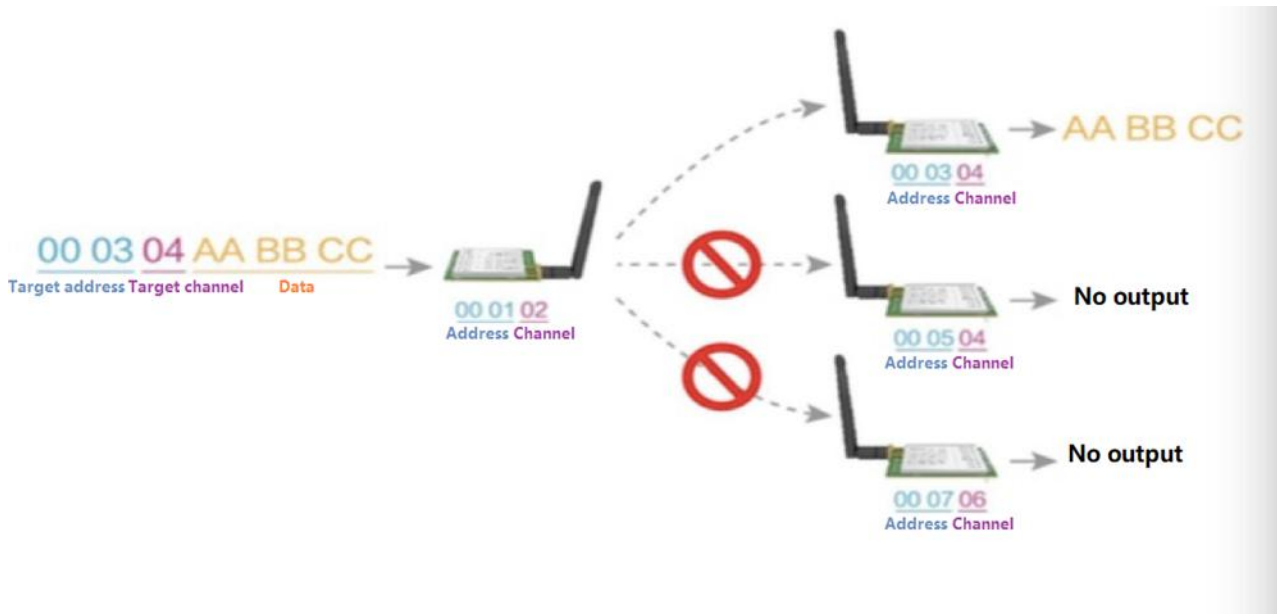 00 03 04 AA BB CC
Target address Target channel Data
00 01 02
Address Channel
00 03 04
Address Channel
AA BB CC
00 05 04
Address Channel
No output
00 07 06
Address Channel
No output